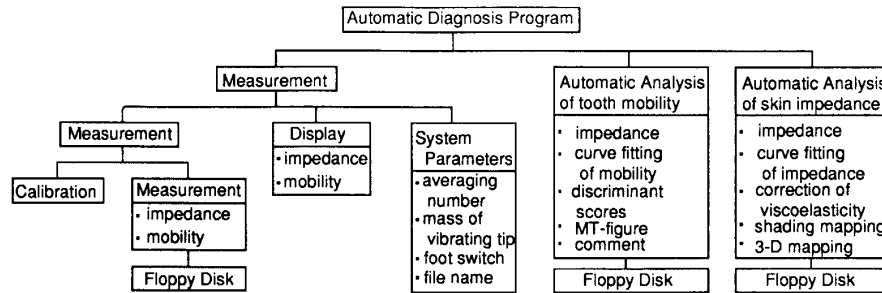 Automatic Diagnosis Program
Measurement
Measurement
Calibration
Measurement
· impedance
· mobility
Floppy Disk
Display
· impedance
· mobility
System
Parameters
· averaging
number
· mass of
vibrating tip
· foot switch
· file name
Automatic Analysis
of tooth mobility
· impedance
· curve fitting
of mobility
· discriminant
scores
· MT-figure
· comment
Floppy Disk
Automatic Analysis
of skin impedance
· impedance
· curve fitting
of impedance
· correction of
viscoelasticity
· shading mapping
· 3-D mapping
Floppy Disk